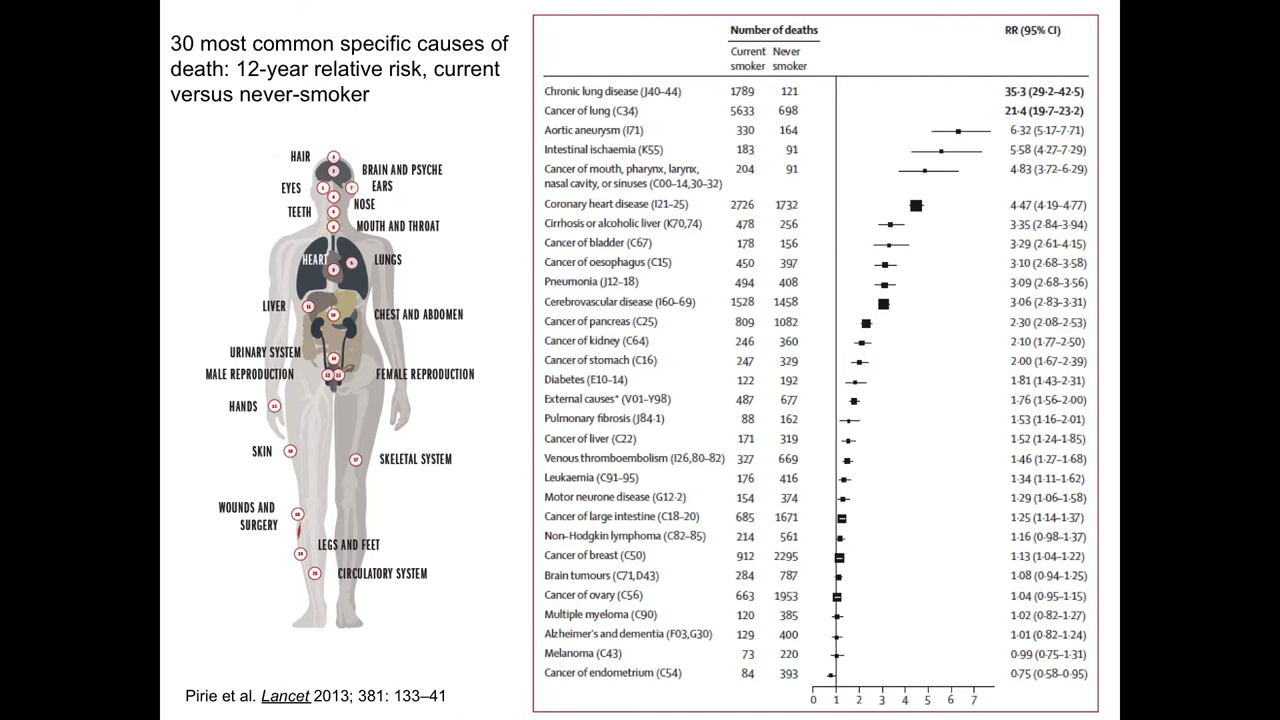 30 most common specific causes of
death: 12-year relative risk, current
versus never-smoker
HAIR
BRAIN AND PSYCHE
EYES
EARS
NOSE
TEETH
MOUTH AND THROAT
HEART
LUNGS
LIVER
CHEST AND ABDOMEN
URINARY SYSTEM
MALE REPRODUCTION
FEMALE REPRODUCTION
HANDS
SKIN
SKELETAL SYSTEM
WOUNDS AND
SURGERY
LEGS AND FEET
CIRCULATORY SYSTEM
Pirie et al. Lancet 2013; 381: 133–41
Number of deaths RR (95% CI)
Current Never
smoker smoker
Chronic lung disease (J40–44) 1789 121 35·3 (29·2–42·5)
Cancer of lung (C34) 5633 698 21·4 (19·7–23·2)
Aortic aneurysm (I71) 330 164 6·32 (5·17–7·71)
Intestinal ischaemia (K55) 183 91 5·58 (4·27–7·29)
Cancer of mouth, pharynx, larynx, 204 91 4·83 (3·72–6·29)
nasal cavity, or sinuses (C00–14,30–32)
Coronary heart disease (I21–25) 2726 1732 4·47 (4·19–4·77)
Cirrhosis or alcoholic liver (K70,74) 478 256 3·35 (2·84–3·94)
Cancer of bladder (C67) 178 156 3·29 (2·61–4·15)
Cancer of oesophagus (C15) 450 397 3·10 (2·68–3·58)
Pneumonia (J12–18) 494 408 3·09 (2·68–3·56)
Cerebrovascular disease (I60–69) 1528 1458 3·06 (2·83–3·31)
Cancer of pancreas (C25) 809 1082 2·30 (2·08–2·53)
Cancer of kidney (C64) 246 360 2·10 (1·77–2·50)
Cancer of stomach (C16) 247 329 2·00 (1·67–2·39)
Diabetes (E10–14) 122 192 1·81 (1·43–2·31)
External causes* (V01–Y98) 487 677 1·76 (1·56–2·00)
Pulmonary fibrosis (J84·1) 88 162 1·53 (1·16–2·01)
Cancer of liver (C22) 171 319 1·52 (1·24–1·85)
Venous thromboembolism (I26,80–82) 327 669 1·46 (1·27–1·68)
Leukaemia (C91–95) 176 416 1·34 (1·11–1·62)
Motor neurone disease (G12·2) 154 374 1·29 (1·06–1·58)
Cancer of large intestine (C18–20) 685 1671 1·25 (1·14–1·37)
Non-Hodgkin lymphoma (C82–85) 214 561 1·16 (0·98–1·37)
Cancer of breast (C50) 912 2295 1·13 (1·04–1·22)
Brain tumours (C71,D43) 284 787 1·08 (0·94–1·25)
Cancer of ovary (C56) 663 1953 1·04 (0·95–1·15)
Multiple myeloma (C90) 120 385 1·02 (0·82–1·27)
Alzheimer's and dementia (F03,G30) 129 400 1·01 (0·82–1·24)
Melanoma (C43) 73 220 0·99 (0·75–1·31)
Cancer of endometrium (C54) 84 393 0·75 (0·58–0·95)
0 1 2 3 4 5 6 7